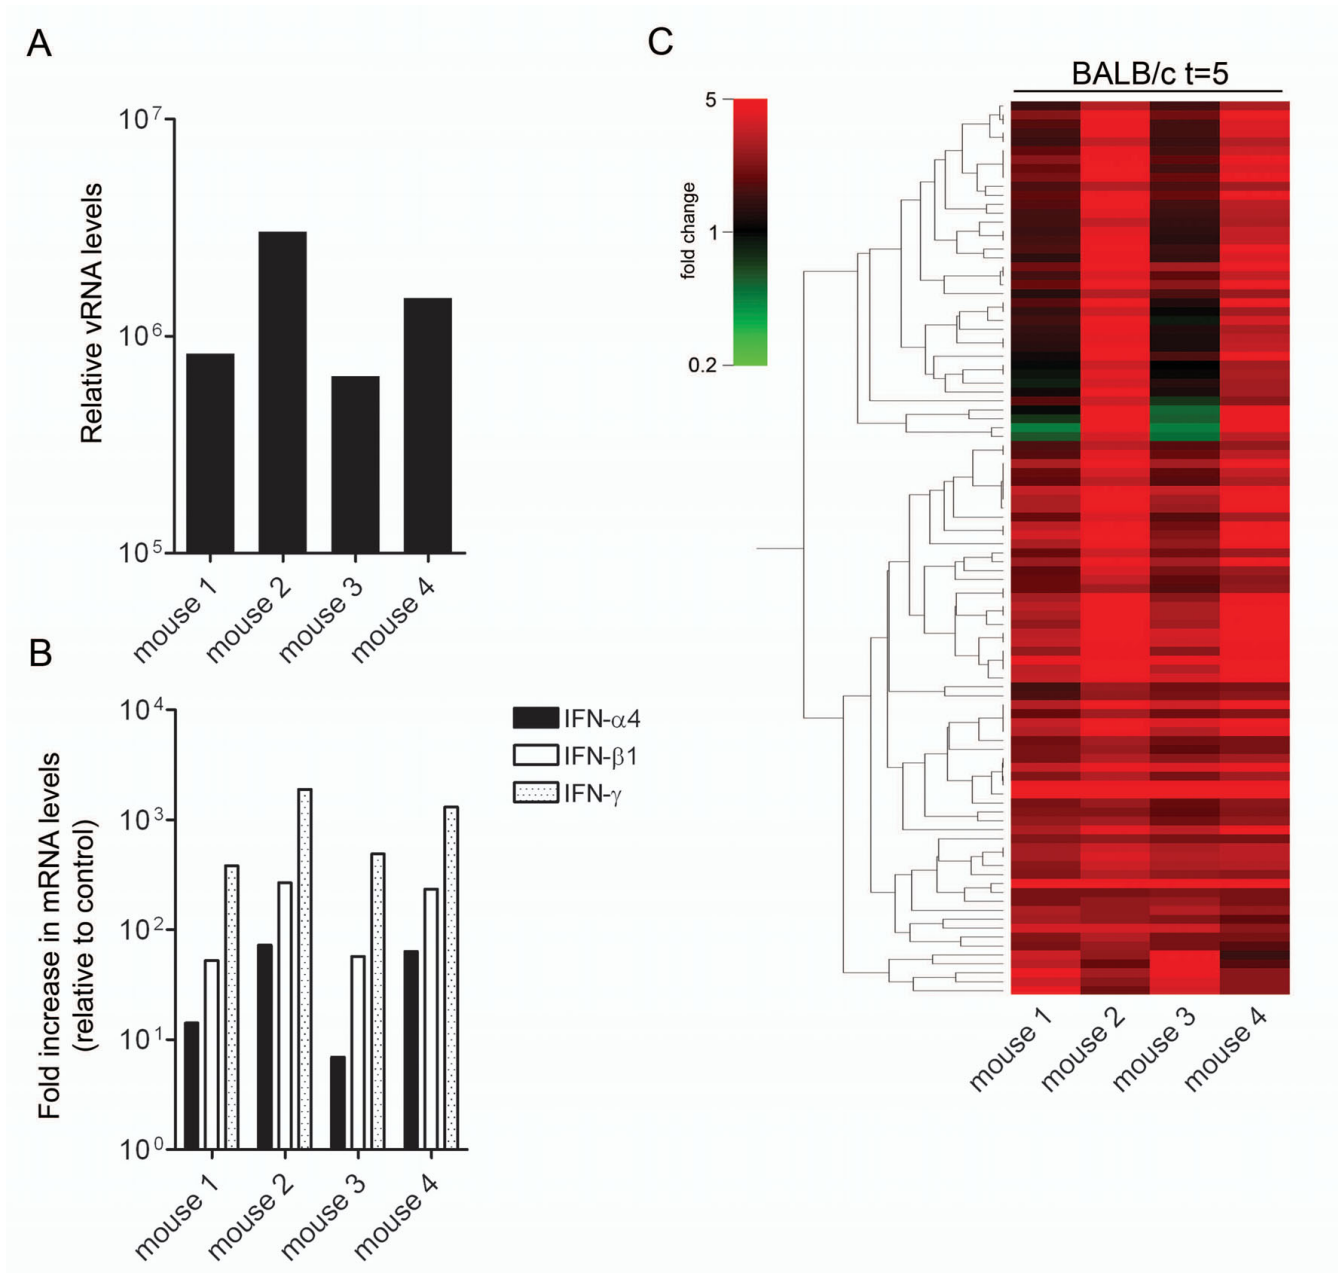 A
Relative vRNA levels
10^7
10^6
10^5
mouse 1
mouse 2
mouse 3
mouse 4
B
Fold increase in mRNA levels
(relative to control)
10^4
10^3
10^2
10^1
10^0
mouse 1
mouse 2
mouse 3
mouse 4
IFN-α4
IFN-β1
IFN-γ
C
BALB/c t=5
fold change
5
1
0.2
mouse 1
mouse 2
mouse 3
mouse 4